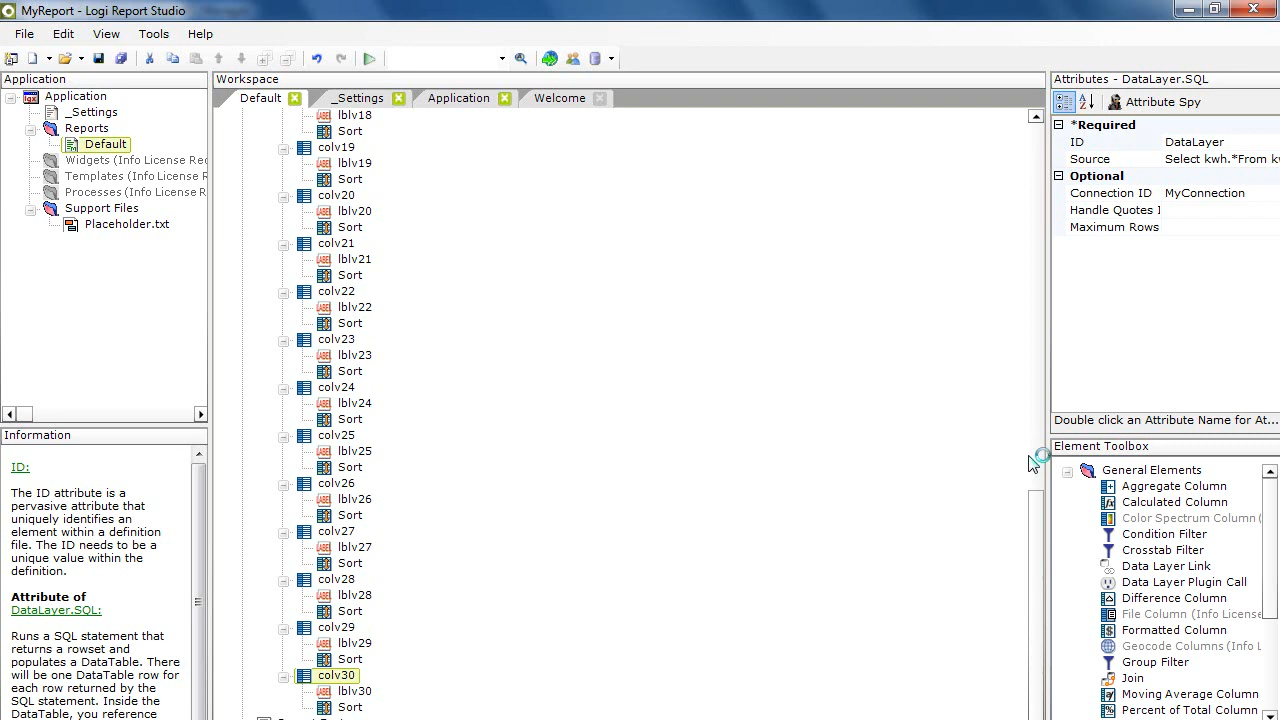 MyReport - Logi Report Studio
File Edit View Tools Help
Application
Application
_Settings
Reports
Default
Widgets (Info License Rec
Templates (Info License R
Processes (Info License R
Support Files
Placeholder.txt
Information
ID:
The ID attribute is a
pervasive attribute that
uniquely identifies an
element within a definition
file. The ID needs to be a
unique value within the
definition.
Attribute of
DataLayer.SQL:
Runs a SQL statement that
returns a rowset and
populates a DataTable. There
will be one DataTable row for
each row returned by the
SQL statement. Inside the
DataTable, you reference
Workspace
Default _Settings Application Welcome
lblv18
Sort
colv19
lblv19
Sort
colv20
lblv20
Sort
colv21
lblv21
Sort
colv22
lblv22
Sort
colv23
lblv23
Sort
colv24
lblv24
Sort
colv25
lblv25
Sort
colv26
lblv26
Sort
colv27
lblv27
Sort
colv28
lblv28
Sort
colv29
lblv29
Sort
colv30
lblv30
Sort
Attributes - DataLayer.SQL
Attribute Spy
*Required
ID DataLayer
Source Select kwh.*From k
Optional
Connection ID MyConnection
Handle Quotes I
Maximum Rows
Double click an Attribute Name for At...
Element Toolbox
General Elements
Aggregate Column
Calculated Column
Color Spectrum Column (
Condition Filter
Crosstab Filter
Data Layer Link
Data Layer Plugin Call
Difference Column
File Column (Info License
Formatted Column
Geocode Columns (Info L
Group Filter
Join
Moving Average Column
Percent of Total Column